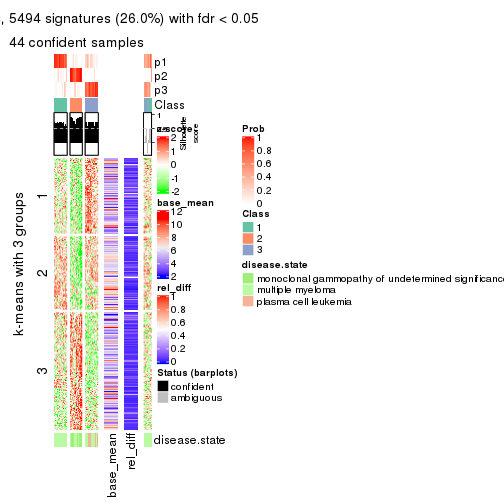 , 5494 signatures (26.0%) with fdr < 0.05
44 confident samples
p1
p2
p3
Class
1
Silhouette
score
z-score
2
1
0
-1
-2
base_mean
12
10
8
6
4
2
rel_diff
1
0.8
0.6
0.4
0.2
0
Status (barplots)
confident
ambiguous
Prob
1
0.8
0.6
0.4
0.2
0
Class
1
2
3
disease.state
monoclonal gammopathy of undetermined significance
multiple myeloma
plasma cell leukemia
k-means with 3 groups
1
2
3
disease.state
base_mean
rel_diff